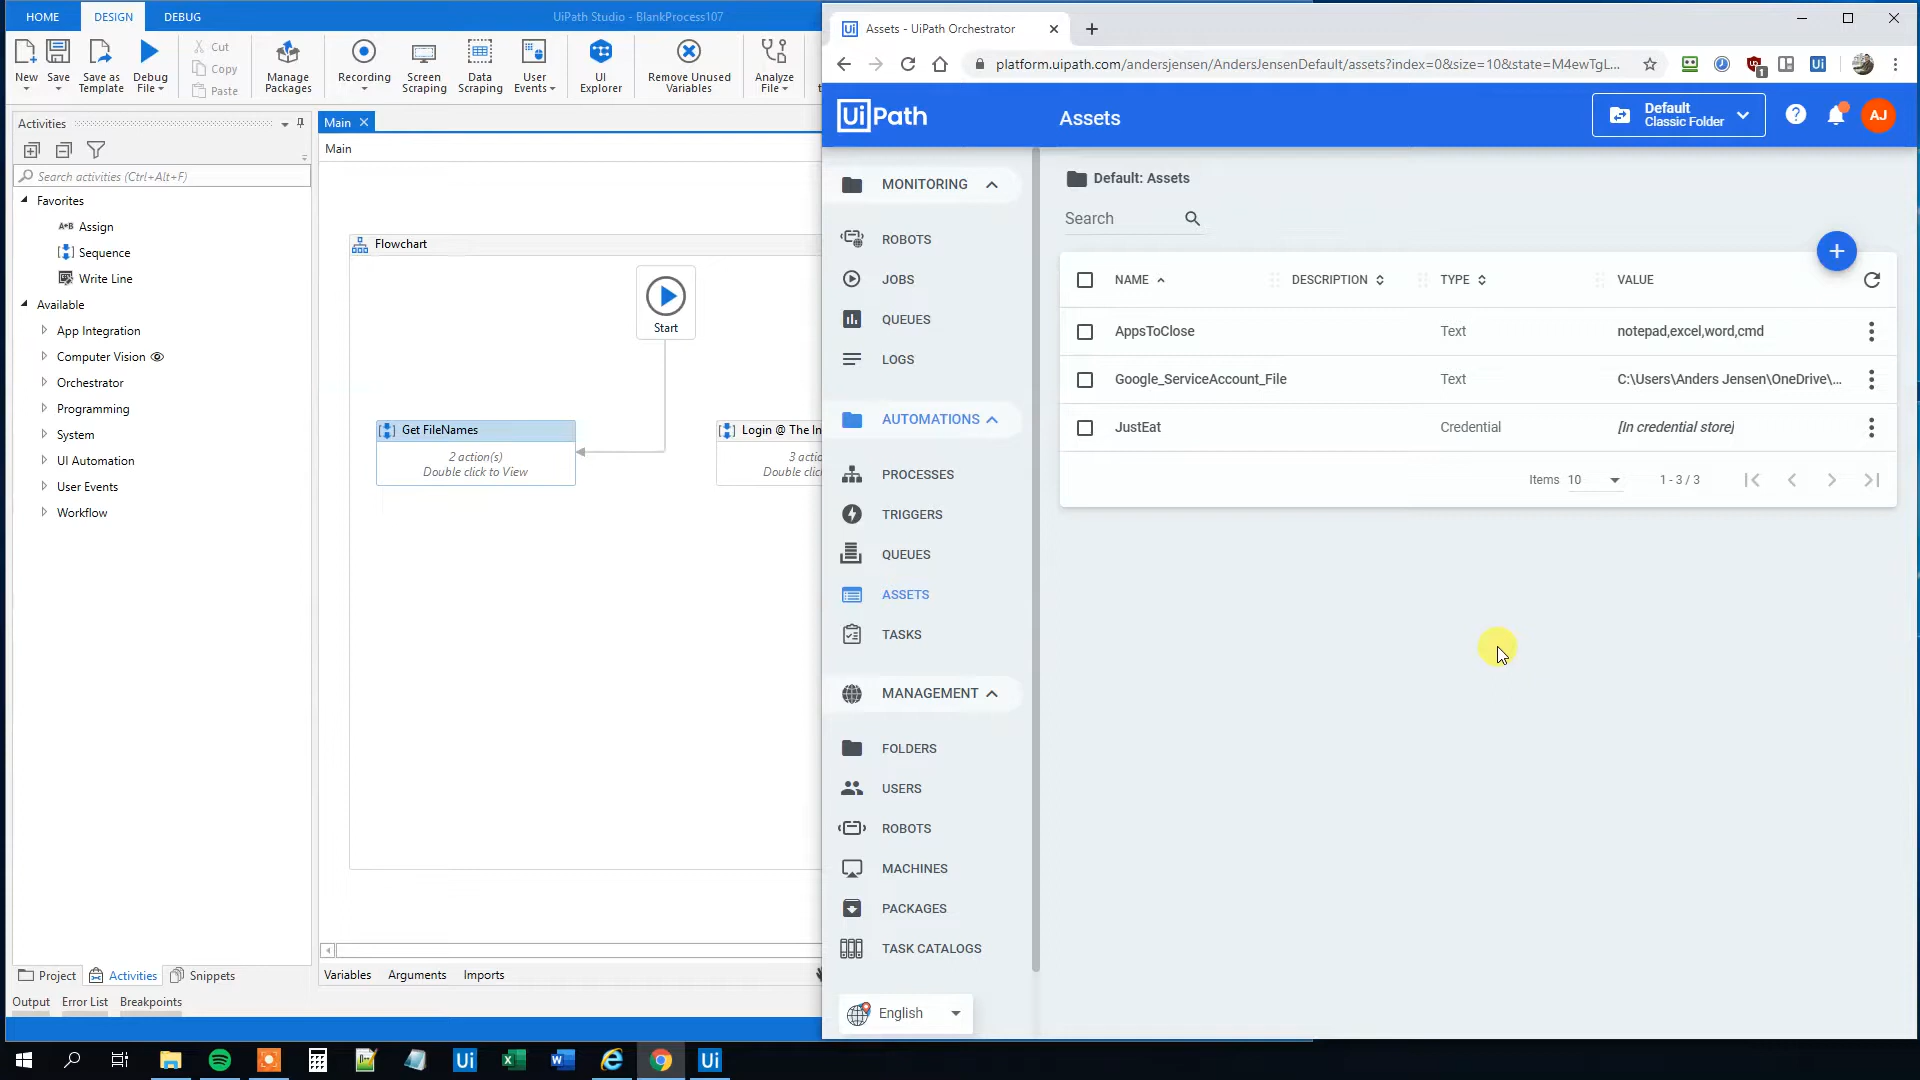 HOME
DESIGN
DEBUG
UiPath Studio - BlankProcess107
New
Save
Save as
Template
Debug
File
Cut
Copy
Paste
Manage
Packages
Recording
Screen
Scraping
Data
Scraping
User
Events
UI
Explorer
Remove Unused
Variables
Analyze
File
Activities
Search activities (Ctrl+Alt+F)
Favorites
Assign
Sequence
Write Line
Available
App Integration
Computer Vision
Orchestrator
Programming
System
UI Automation
User Events
Workflow
Project
Activities
Snippets
Output
Error List
Breakpoints
Main
Main
Flowchart
Start
Get FileNames
2 action(s)
Double click to View
Login @ The In
3 actio
Double clic
Variables
Arguments
Imports
Assets - UiPath Orchestrator
platform.uipath.com/andersjensen/AndersJensenDefault/assets?index=0&size=10&state=M4ewTgL...
1
Ui Path
Assets
Default
Classic Folder
AJ
MONITORING
ROBOTS
JOBS
QUEUES
LOGS
AUTOMATIONS
PROCESSES
TRIGGERS
QUEUES
ASSETS
TASKS
MANAGEMENT
FOLDERS
USERS
ROBOTS
MACHINES
PACKAGES
TASK CATALOGS
English
Default: Assets
Search
NAME
DESCRIPTION
TYPE
VALUE
AppsToClose
Text
notepad,excel,word,cmd
Google_ServiceAccount_File
Text
C:\Users\Anders Jensen\OneDrive\...
JustEat
Credential
[In credential store]
Items
10
1 - 3 / 3